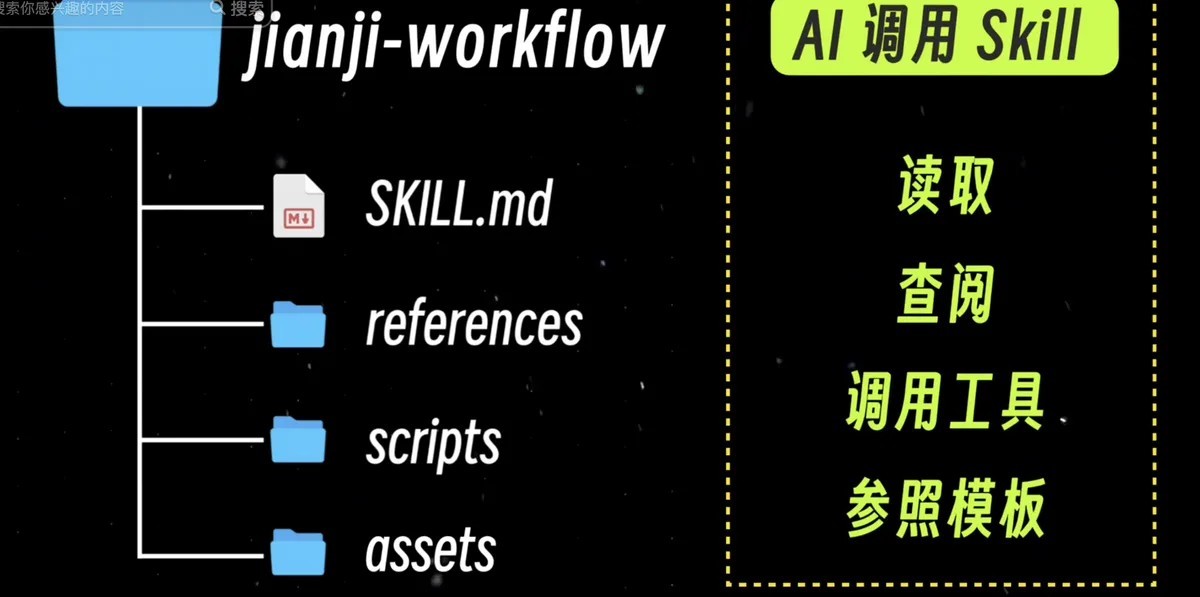 搜索你感兴趣的内容
搜索
jianji-workflow
AI 调用 Skill
SKILL.md
读取
references
查阅
scripts
调用工具
assets
参照模板